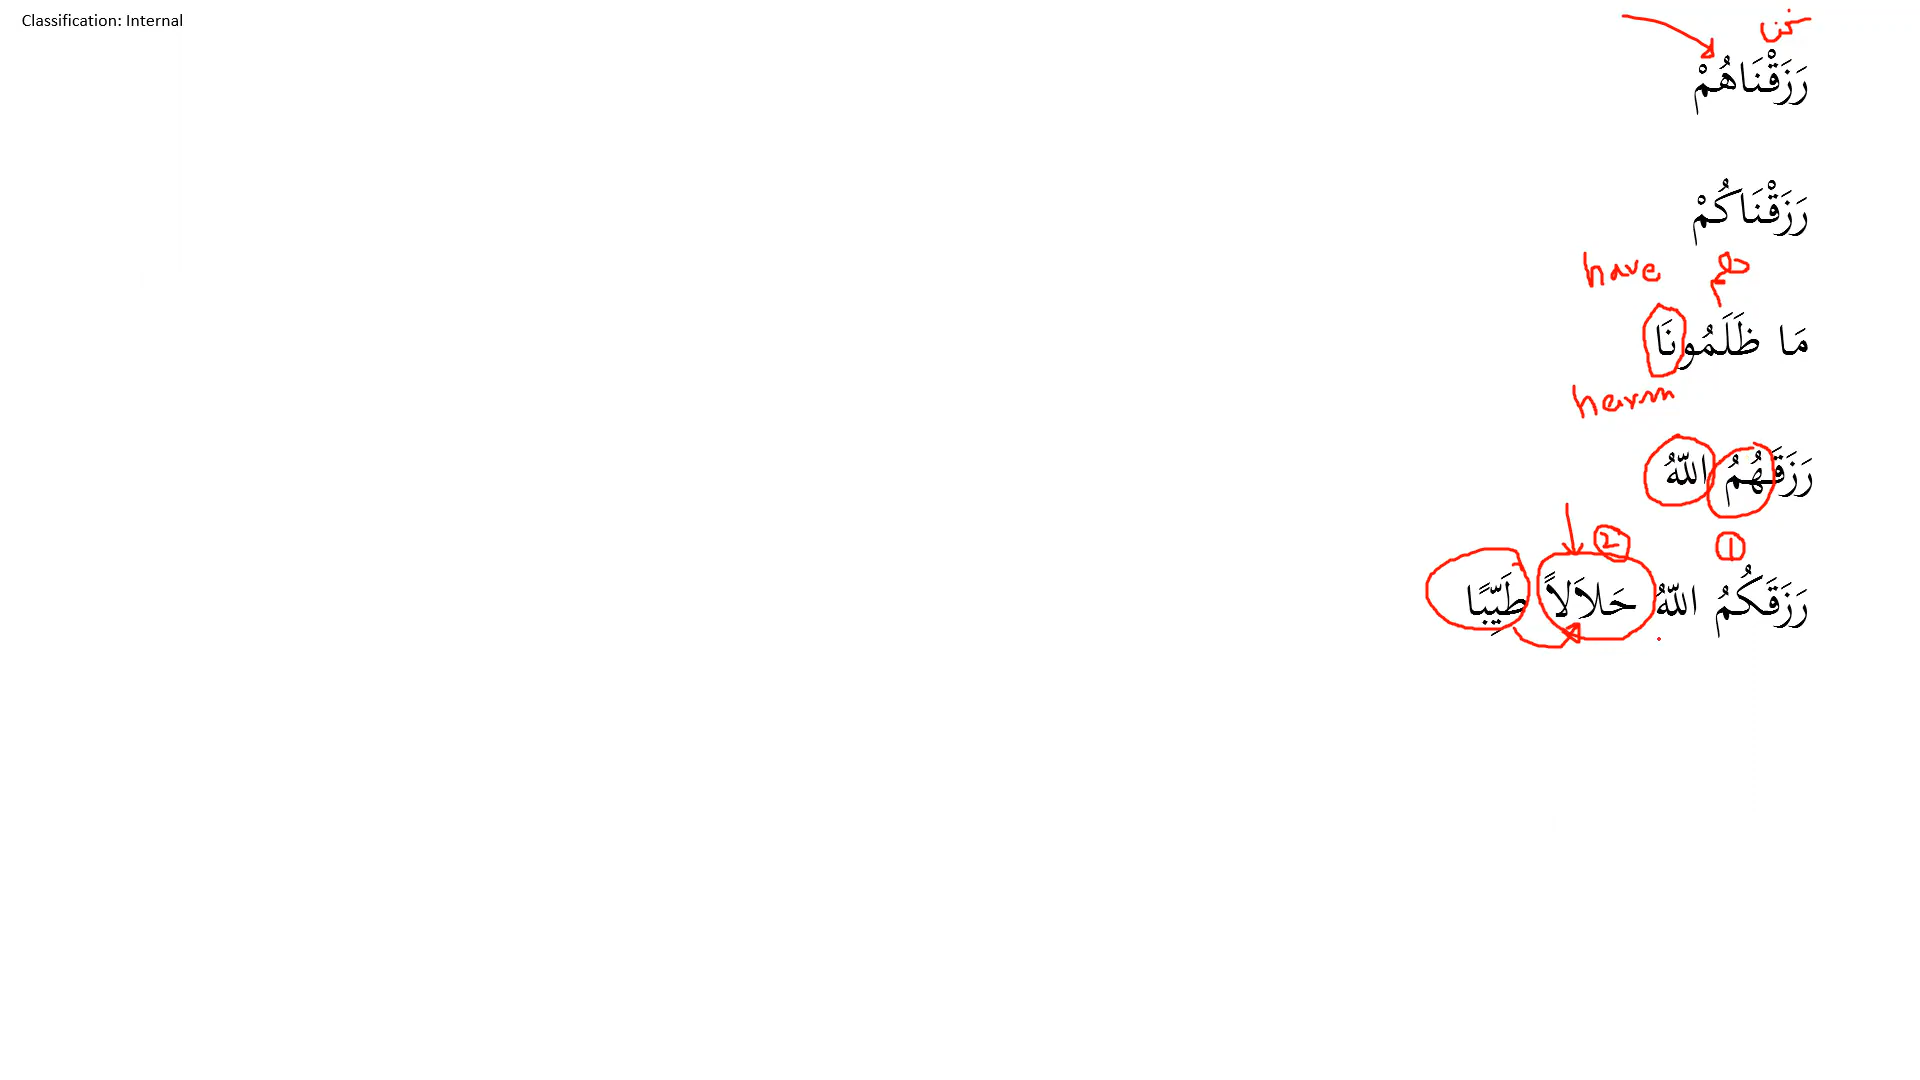 Classification: Internal
نحن
رَزَقْنَاهُمْ
رَزَقْنَاكُمْ
have هم
مَا ظَلَمُونَا
harm
رَزَقَهُمُ اللّٰهُ
2 1
رَزَقَكُمُ اللّٰهُ حَلاَلاً طَيِّبًا